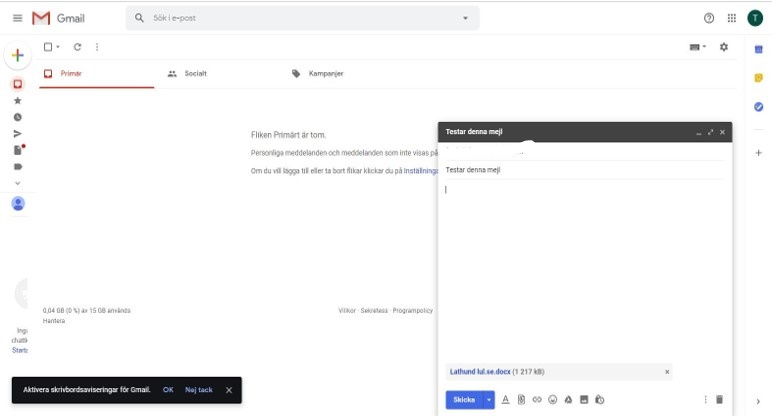 Gmail
Sök i e-post
T
Primär
Socialt
Kampanjer
Fliken Primärt är tom.
Personliga meddelanden och meddelanden som inte visas på
Om du vill lägga till eller ta bort flikar klickar du på Inställninga
Testar denna mejl
Testar denna mejl
0,04 GB (0 %) av 15 GB används
Hantera
Villkor · Sekretess · Programpolicy
Inga
chatt
Starta
Lathund lul.se.docx (1 217 kB)
Aktivera skrivbordsaviseringar för Gmail. OK Nej tack
Skicka